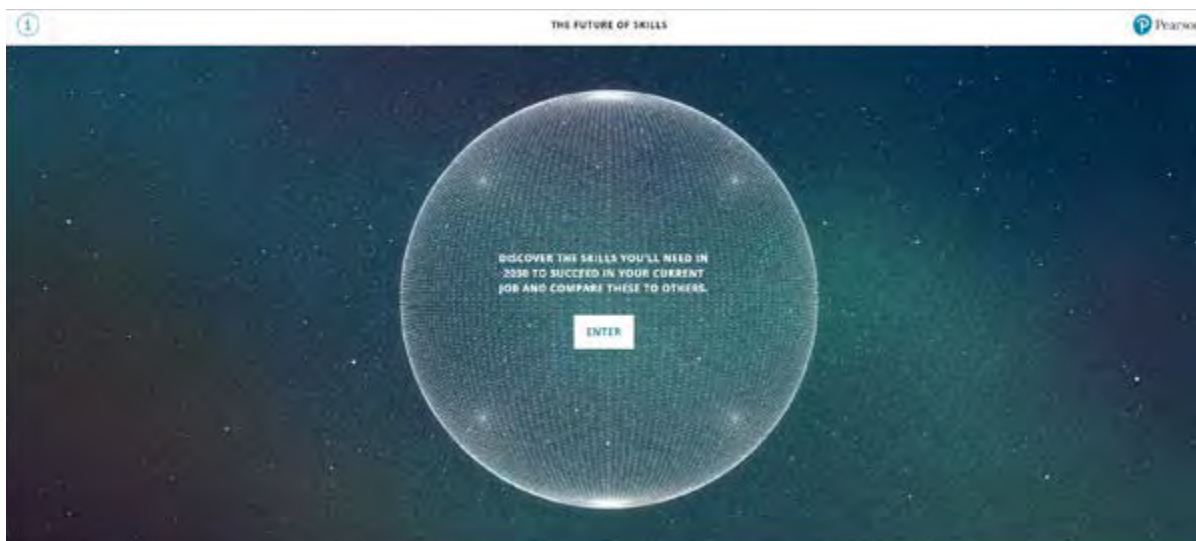 THE FUTURE OF SKILLS
Pearson
DISCOVER THE SKILLS YOU'LL NEED IN
2030 TO SUCCEED IN YOUR CURRENT
JOB AND COMPARE THESE TO OTHERS.
ENTER